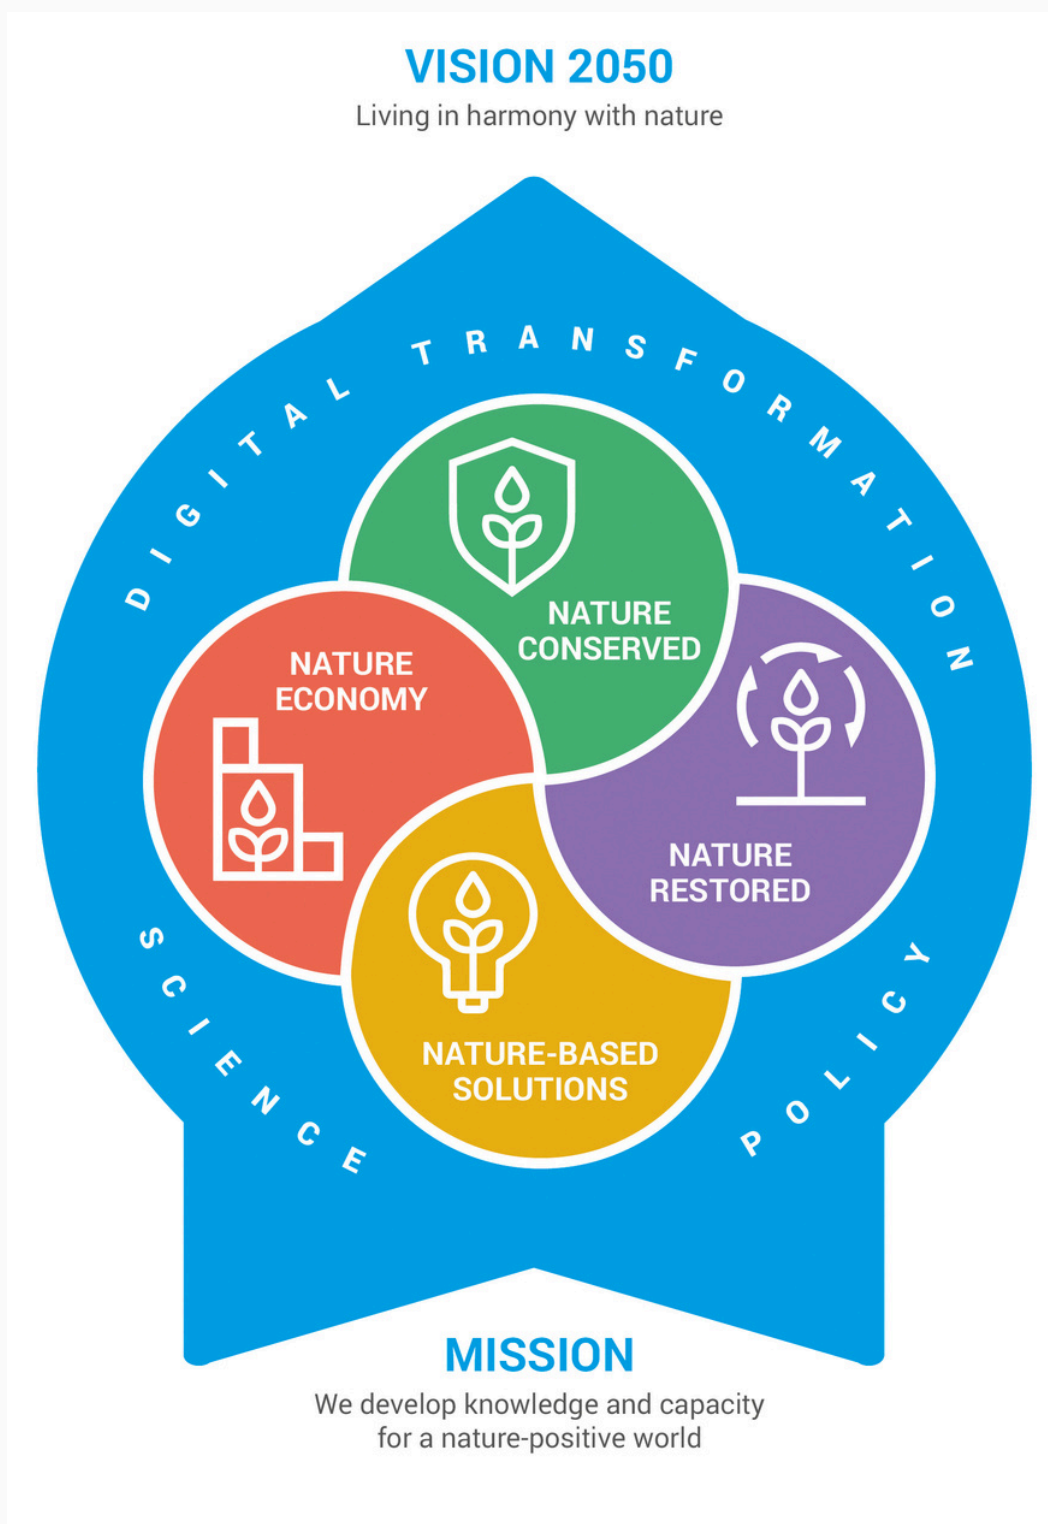 VISION 2050
Living in harmony with nature
DIGITAL TRANSFORMATION
NATURE
CONSERVED
NATURE
ECONOMY
NATURE
RESTORED
NATURE-BASED
SOLUTIONS
SCIENCE
POLICY
MISSION
We develop knowledge and capacity
for a nature-positive world